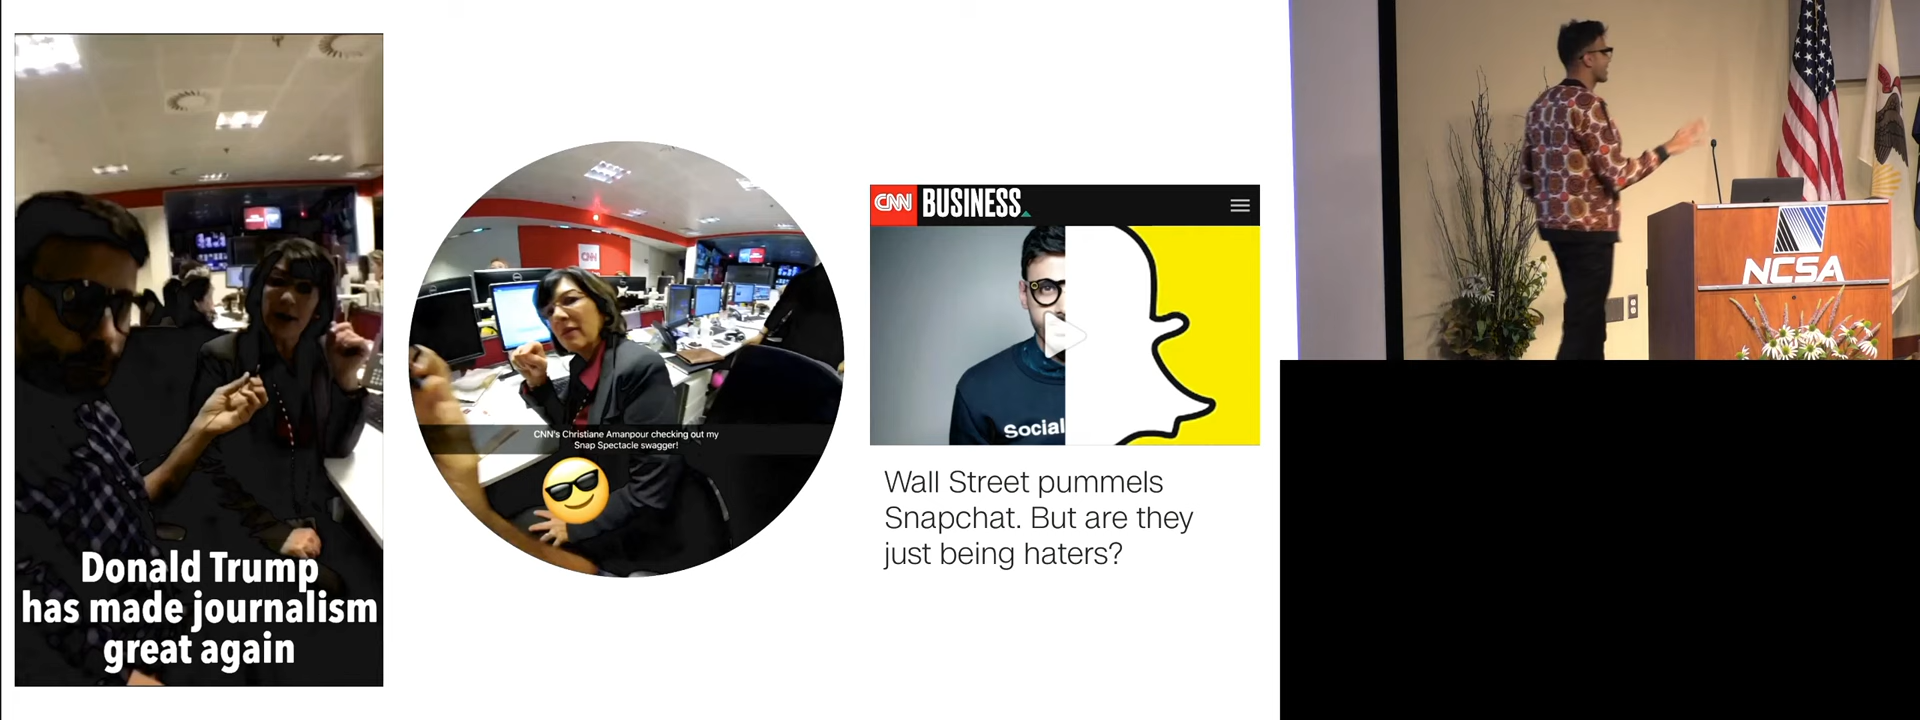 Donald Trump
has made journalism
great again
CNN
CNN's Christiane Amanpour checking out my
Snap Spectacle swagger!
CNN BUSINESS
Social
Wall Street pummels
Snapchat. But are they
just being haters?
NCSA